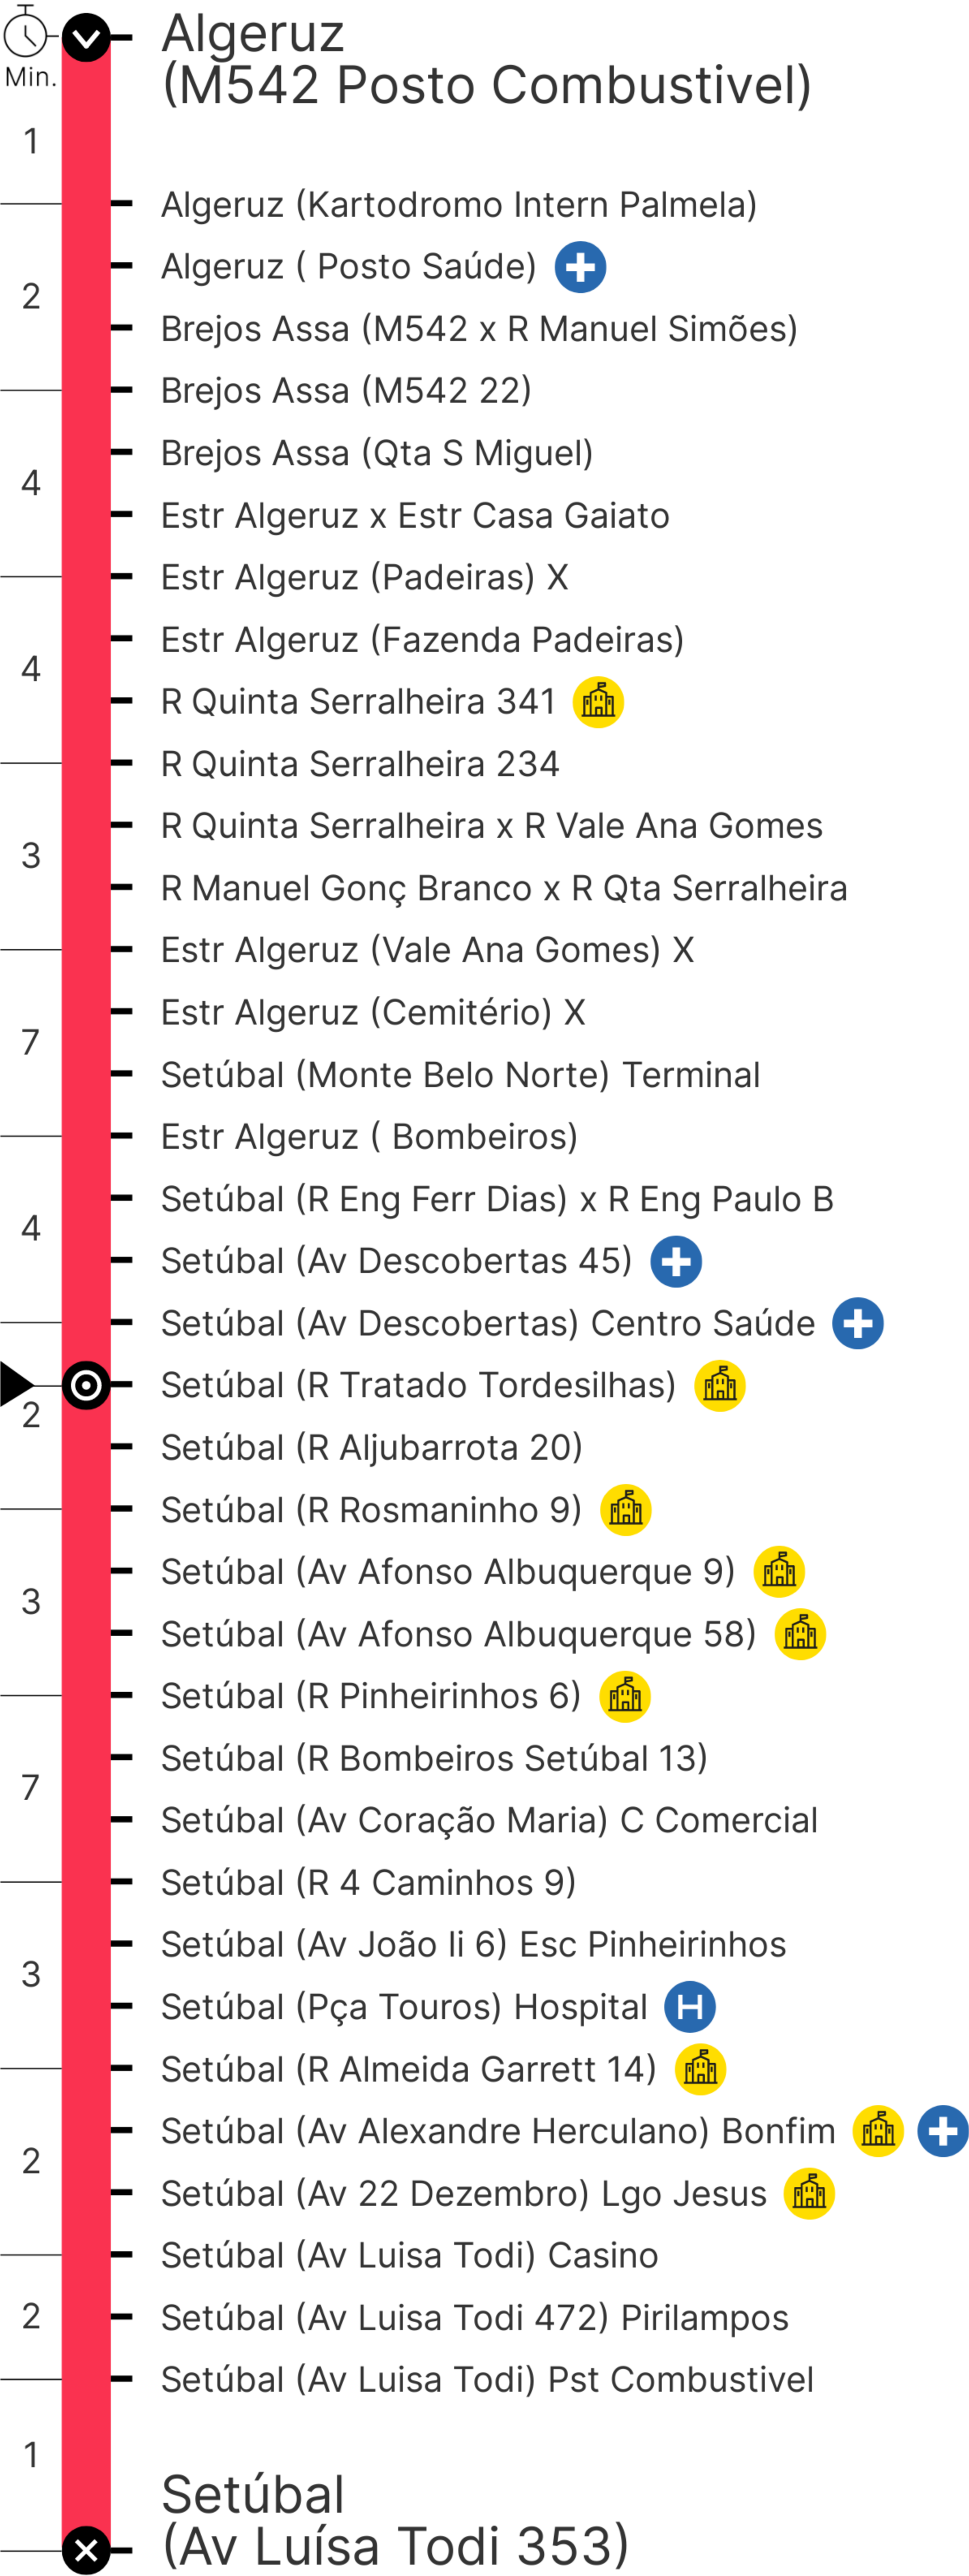 Min.
Algeruz
(M542 Posto Combustivel)
1
Algeruz (Kartodromo Intern Palmela)
Algeruz ( Posto Saúde)
2
Brejos Assa (M542 x R Manuel Simões)
Brejos Assa (M542 22)
Brejos Assa (Qta S Miguel)
4
Estr Algeruz x Estr Casa Gaiato
Estr Algeruz (Padeiras) X
Estr Algeruz (Fazenda Padeiras)
4
R Quinta Serralheira 341
R Quinta Serralheira 234
R Quinta Serralheira x R Vale Ana Gomes
3
R Manuel Gonç Branco x R Qta Serralheira
Estr Algeruz (Vale Ana Gomes) X
Estr Algeruz (Cemitério) X
7
Setúbal (Monte Belo Norte) Terminal
Estr Algeruz ( Bombeiros)
Setúbal (R Eng Ferr Dias) x R Eng Paulo B
4
Setúbal (Av Descobertas 45)
Setúbal (Av Descobertas) Centro Saúde
Setúbal (R Tratado Tordesilhas)
2
Setúbal (R Aljubarrota 20)
Setúbal (R Rosmaninho 9)
Setúbal (Av Afonso Albuquerque 9)
3
Setúbal (Av Afonso Albuquerque 58)
Setúbal (R Pinheirinhos 6)
Setúbal (R Bombeiros Setúbal 13)
7
Setúbal (Av Coração Maria) C Comercial
Setúbal (R 4 Caminhos 9)
Setúbal (Av João Ii 6) Esc Pinheirinhos
3
Setúbal (Pça Touros) Hospital H
Setúbal (R Almeida Garrett 14)
Setúbal (Av Alexandre Herculano) Bonfim
2
Setúbal (Av 22 Dezembro) Lgo Jesus
Setúbal (Av Luisa Todi) Casino
2
Setúbal (Av Luisa Todi 472) Pirilampos
Setúbal (Av Luisa Todi) Pst Combustivel
1
Setúbal
(Av Luísa Todi 353)